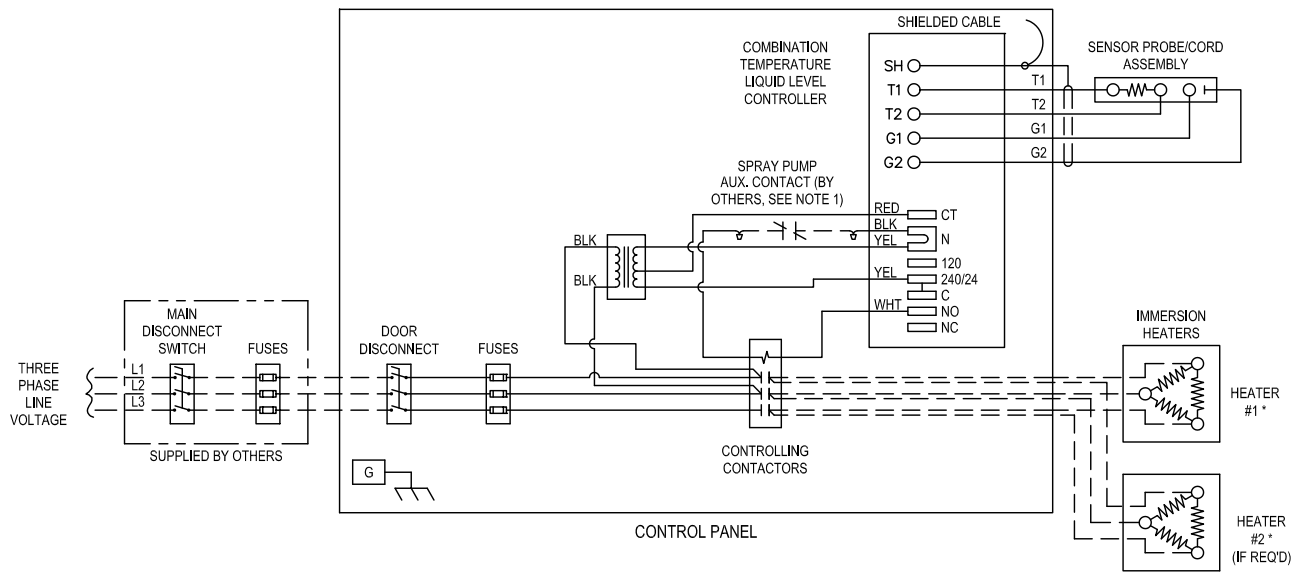 SHIELDED CABLE
COMBINATION
TEMPERATURE
LIQUID LEVEL
CONTROLLER
SENSOR PROBE/CORD
ASSEMBLY
SH
T1
T2
G1
G2
T1
T2
G1
G2
SPRAY PUMP
AUX. CONTACT (BY
OTHERS, SEE NOTE 1)
RED
BLK
YEL
YEL
WHT
CT
N
120
240/24
C
NO
NC
BLK
BLK
MAIN
DISCONNECT
SWITCH
FUSES
DOOR
DISCONNECT
FUSES
THREE
PHASE
LINE
VOLTAGE
L1
L2
L3
SUPPLIED BY OTHERS
G
CONTROLLING
CONTACTORS
IMMERSION
HEATERS
HEATER
#1 *
HEATER
#2 *
(IF REQ'D)
CONTROL PANEL